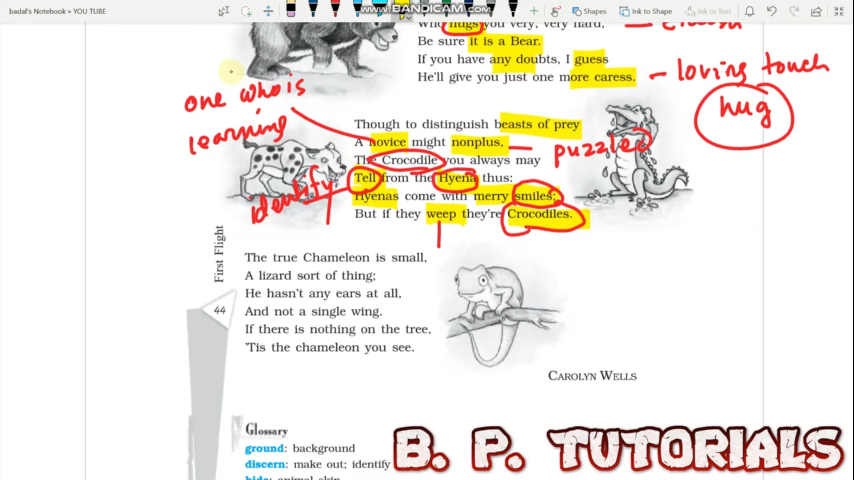 badal's Notebook » YOU TUBE
WWW.BANDICAM.COM
Shapes
Ink to Shape
Ink to Text
Who hugs you very, very hard,
Be sure it is a Bear.
If you have any doubts, I guess
He'll give you just one more caress.
loving touch
hug
one who is
learning
Though to distinguish beasts of prey
A novice might nonplus,
puzzled
The Crocodile you always may
Tell from the Hyena thus:
identify
Hyenas come with merry smiles;
But if they weep they're Crocodiles.
First Flight
44
The true Chameleon is small,
A lizard sort of thing;
He hasn't any ears at all,
And not a single wing.
If there is nothing on the tree,
'Tis the chameleon you see.
CAROLYN WELLS
Glossary
ground: background
discern: make out; identify
hide: animal skin
B. P. TUTORIALS